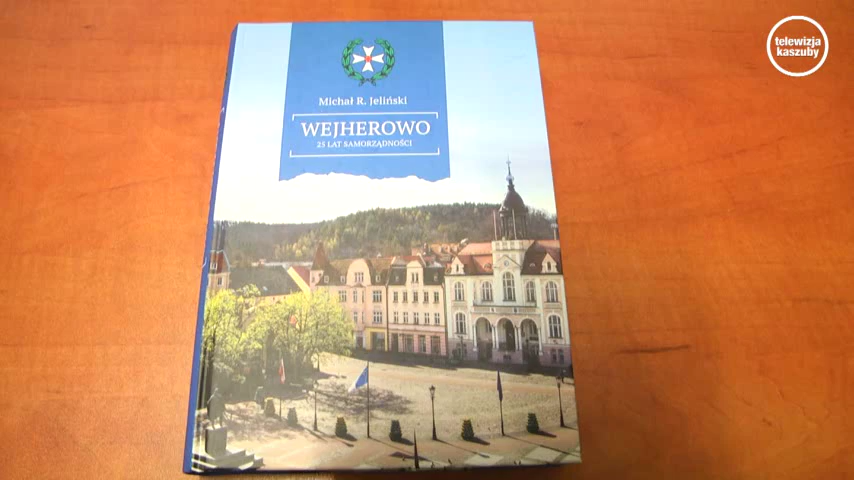 telewizja
kaszuby
Michał R. Jeliński
WEJHEROWO
25 LAT SAMORZĄDNOŚCI